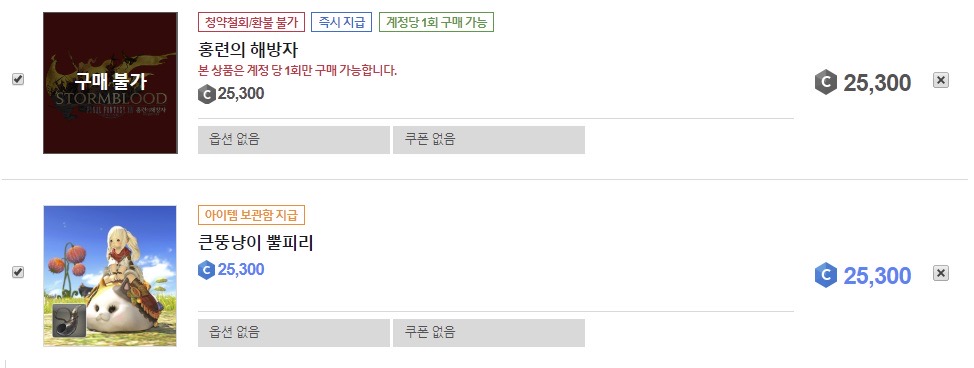 청약철회/환불 불가 즉시 지급 계정당 1회 구매 가능
홍련의 해방자
본 상품은 계정 당 1회만 구매 가능합니다.
C 25,300
C 25,300
구매 불가
STORMBLOOD
FINAL FANTASY XIV 홍련의 해방자
옵션 없음
쿠폰 없음
아이템 보관함 지급
큰뚱냥이 뿔피리
C 25,300
C 25,300
옵션 없음
쿠폰 없음